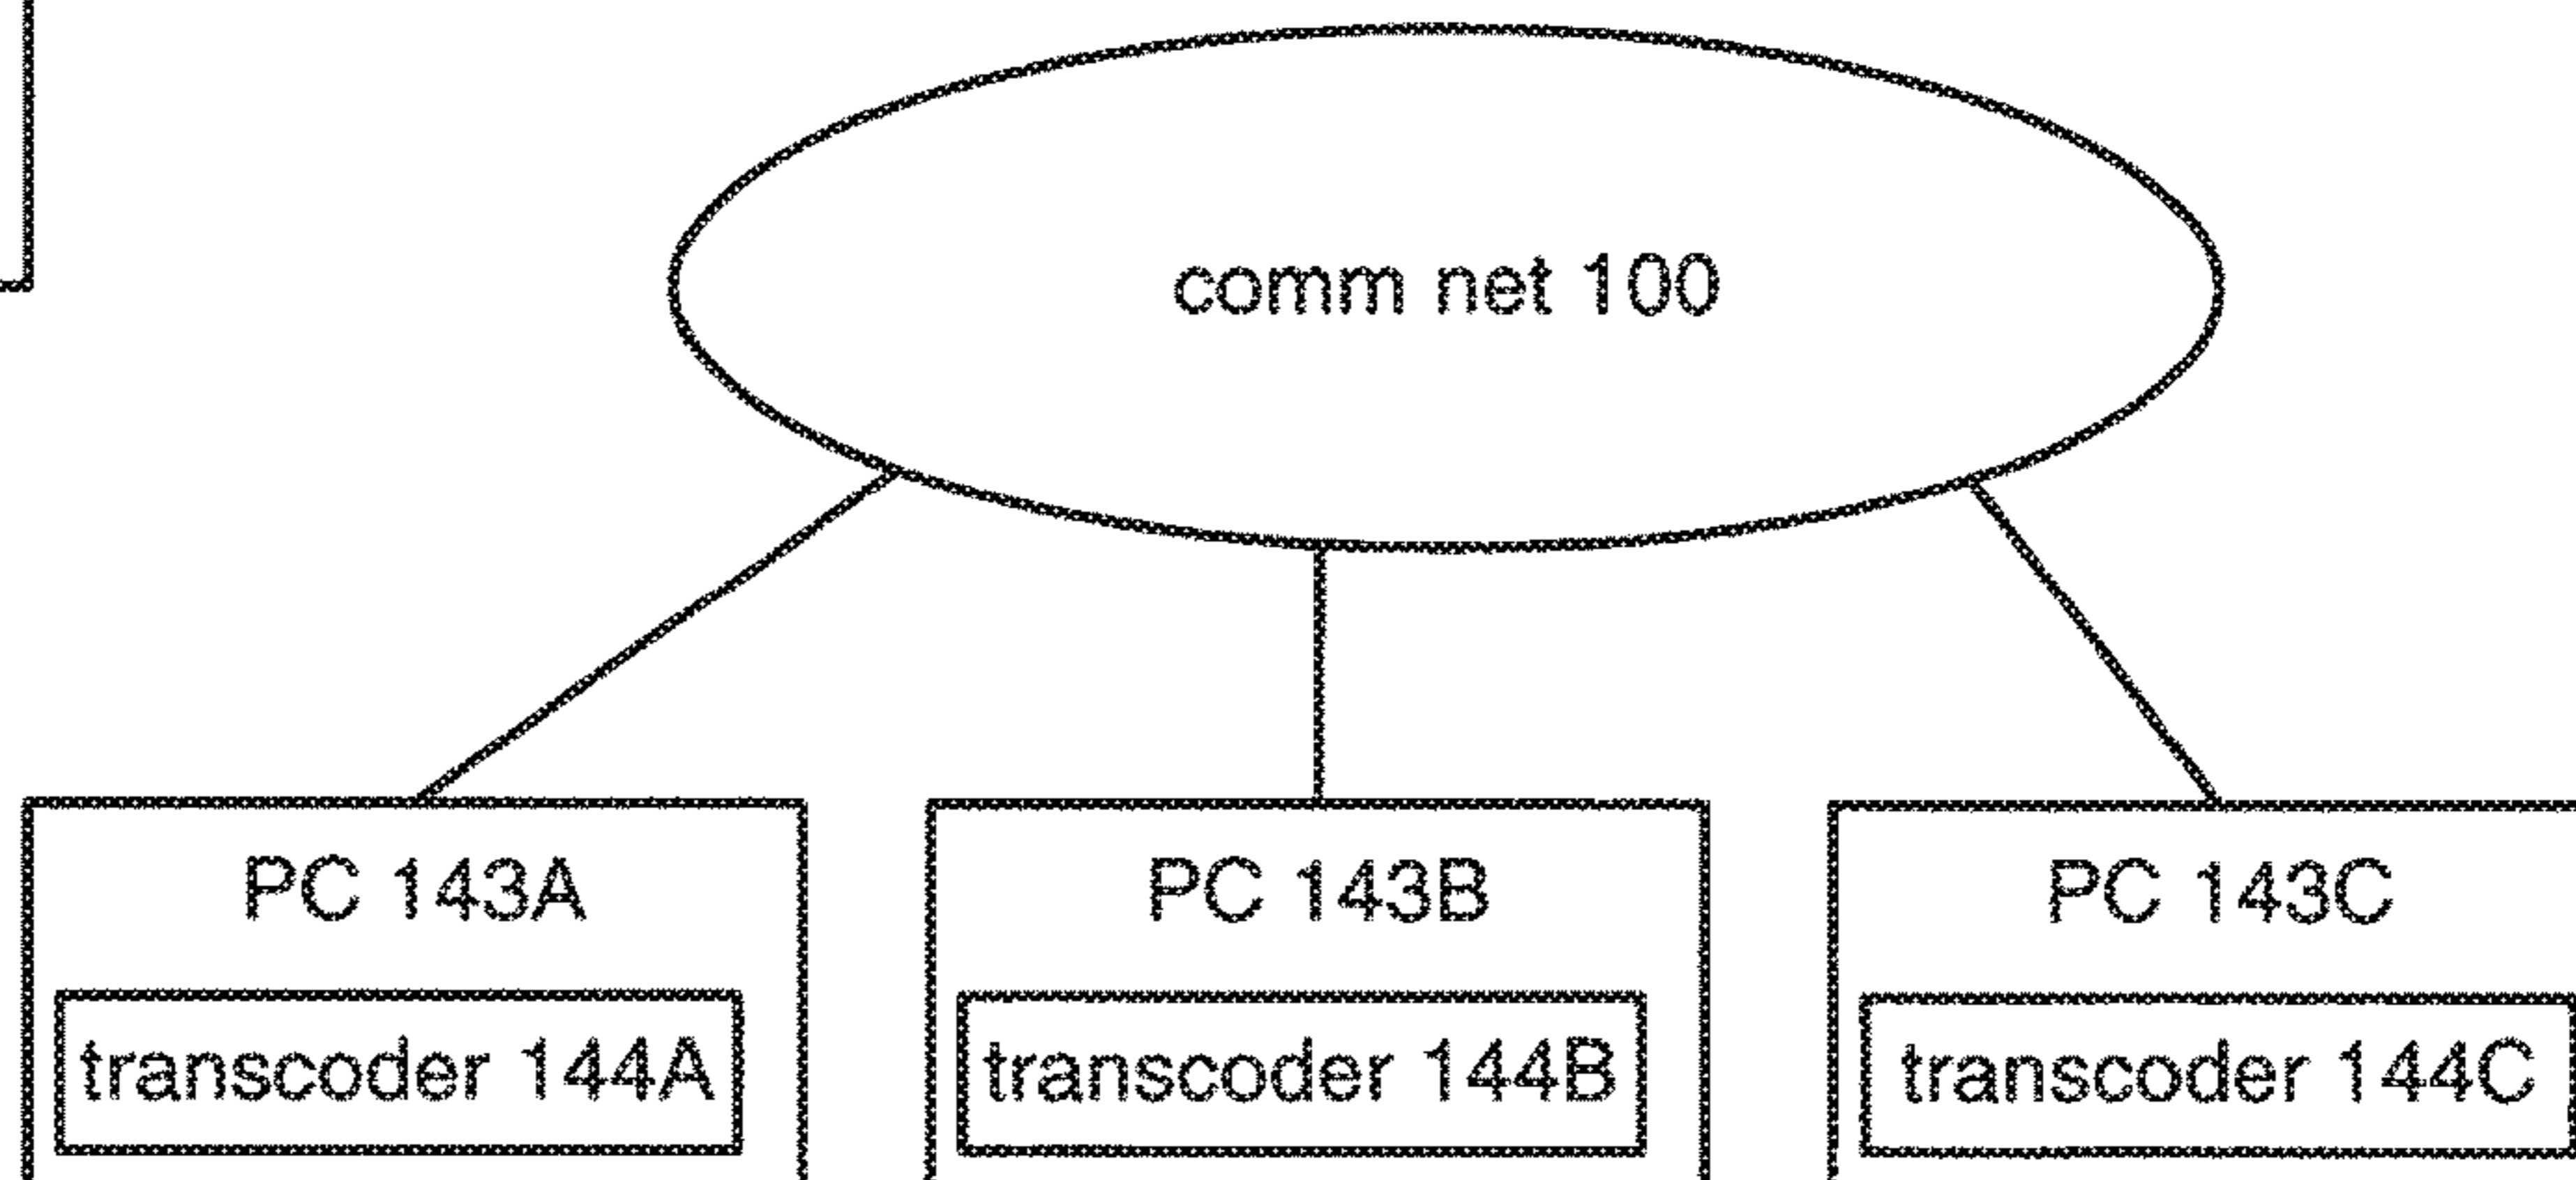 comm net 100
PC 143A
PC 143B
PC 143C
transcoder 144A
transcoder 144B
transcoder 144C